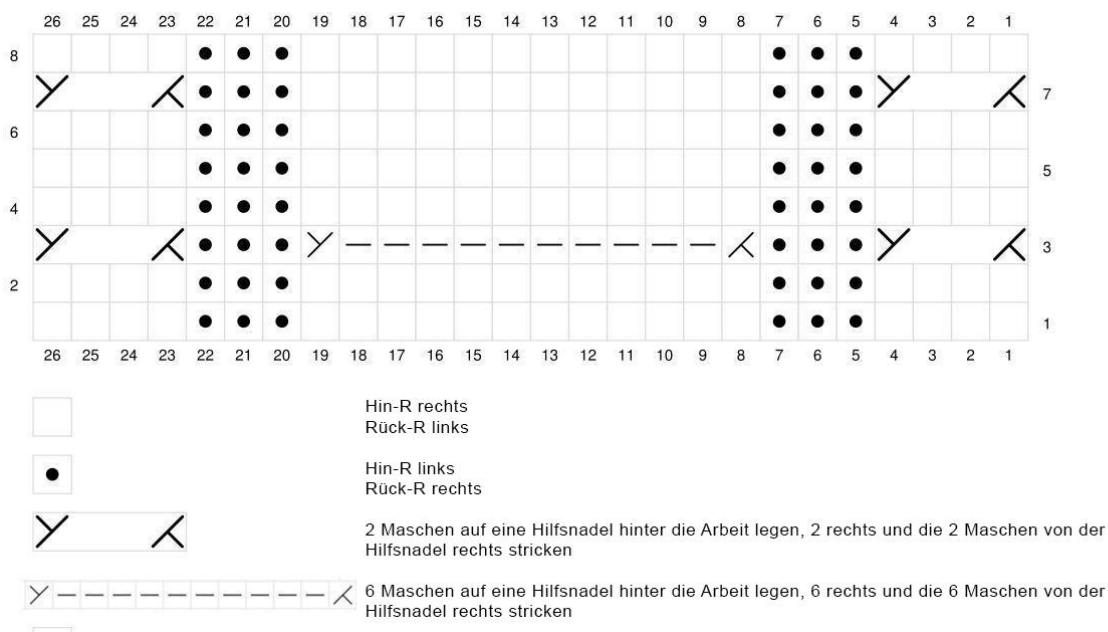 26 25 24 23 22 21 20 19 18 17 16 15 14 13 12 11 10 9 8 7 6 5 4 3 2 1
8
7
6
5
4
3
2
1
26 25 24 23 22 21 20 19 18 17 16 15 14 13 12 11 10 9 8 7 6 5 4 3 2 1
Hin-R rechts
Rück-R links
Hin-R links
Rück-R rechts
2 Maschen auf eine Hilfsnadel hinter die Arbeit legen, 2 rechts und die 2 Maschen von der
Hilfsnadel rechts stricken
6 Maschen auf eine Hilfsnadel hinter die Arbeit legen, 6 rechts und die 6 Maschen von der
Hilfsnadel rechts stricken